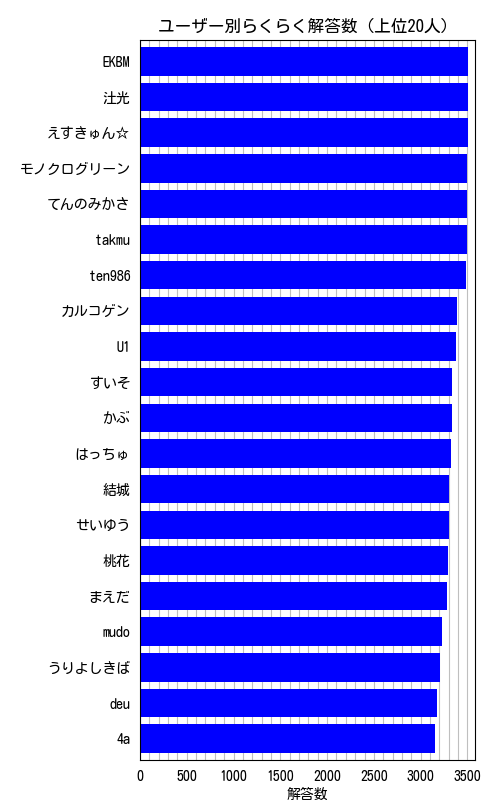 ユーザー別らくらく解答数（上位20人）
EKBM
汢光
えすきゅん☆
モノクログリーン
てんのみかさ
takmu
ten986
カルコゲン
U1
すいそ
かぶ
はっちゅ
結城
せいゆう
桃花
まえだ
mudo
うりよしきば
deu
4a
0 500 1000 1500 2000 2500 3000 3500
解答数